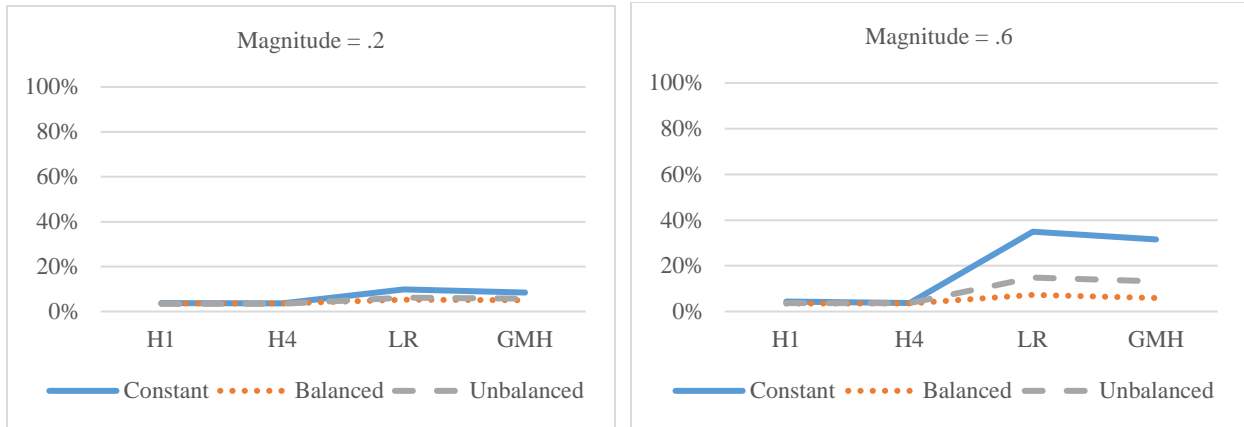 Magnitude = .2
100%
80%
60%
40%
20%
0%
H1 H4 LR GMH
Constant Balanced Unbalanced
Magnitude = .6
100%
80%
60%
40%
20%
0%
H1 H4 LR GMH
Constant Balanced Unbalanced